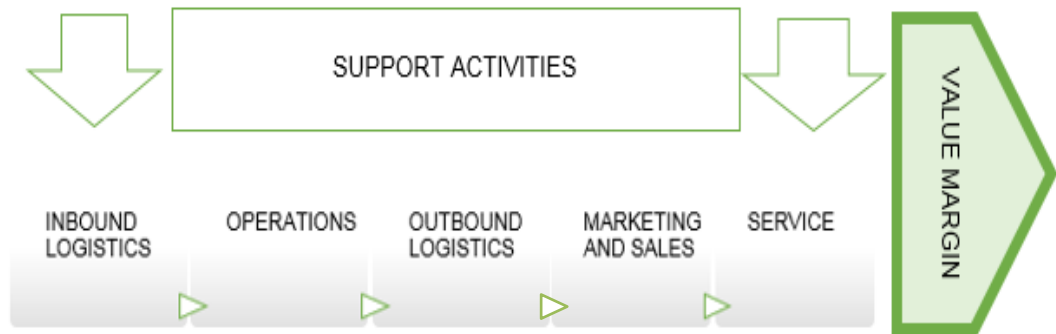 SUPPORT ACTIVITIES
VALUE MARGIN
INBOUND
LOGISTICS
OPERATIONS
OUTBOUND
LOGISTICS
MARKETING
AND SALES
SERVICE